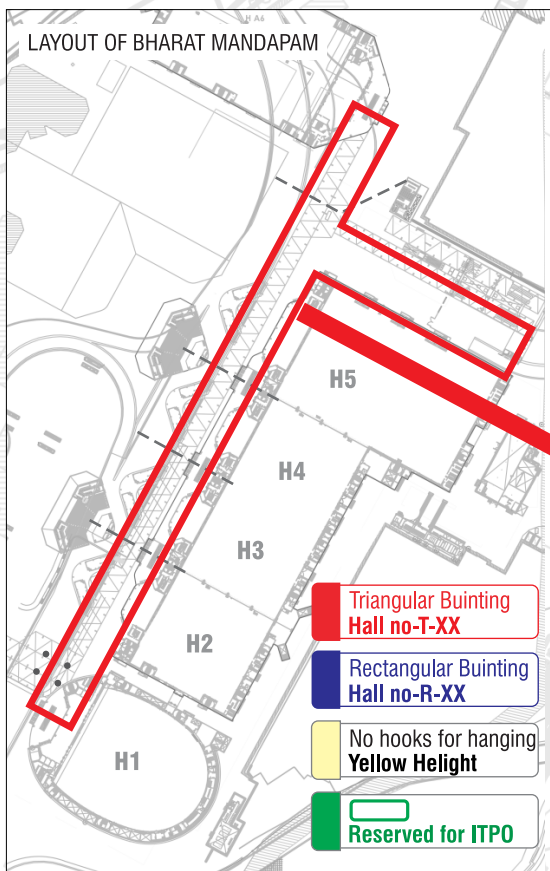 H A6
LAYOUT OF BHARAT MANDAPAM
H5
H4
H3
H2
H1
Triangular Buinting
Hall no-T-XX
Rectangular Buinting
Hall no-R-XX
No hooks for hanging
Yellow Helight
Reserved for ITPO